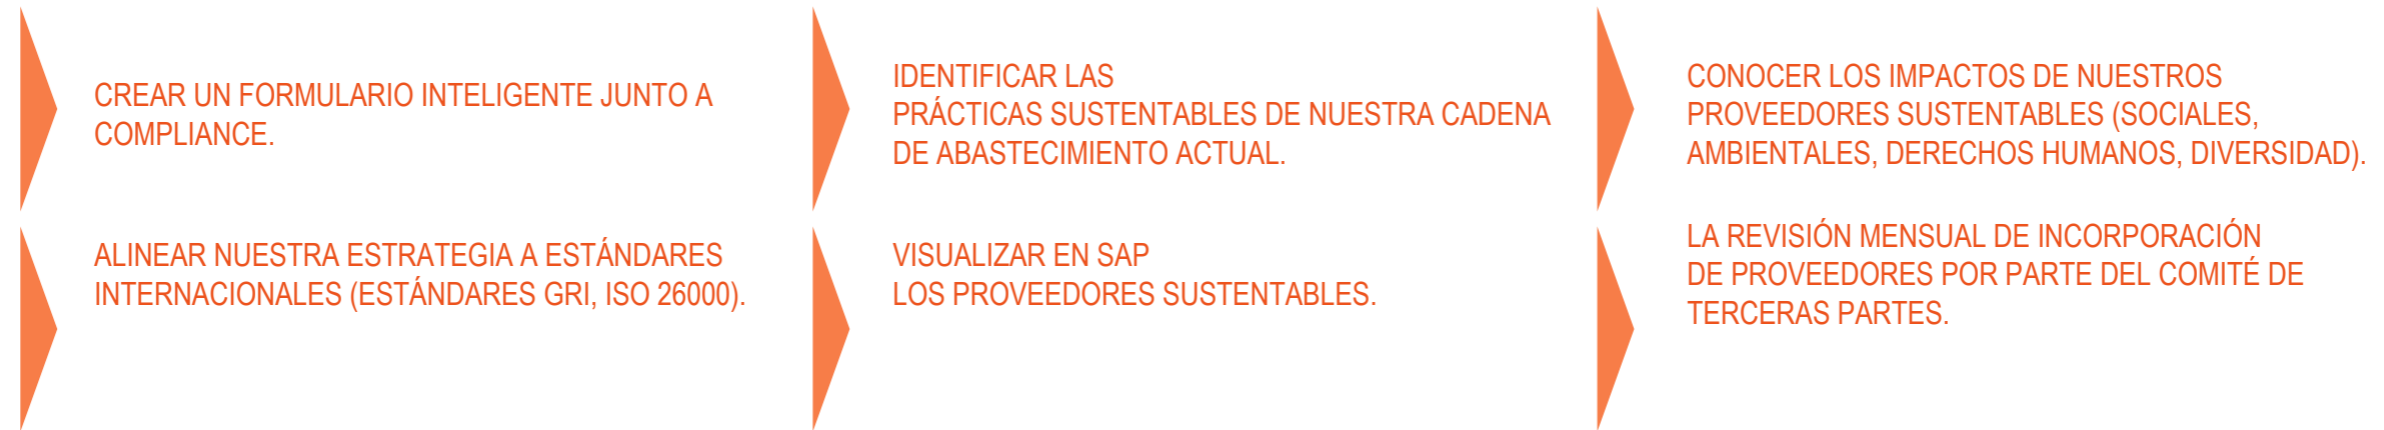 CREAR UN FORMULARIO INTELIGENTE JUNTO A
COMPLIANCE.
IDENTIFICAR LAS
PRÁCTICAS SUSTENTABLES DE NUESTRA CADENA
DE ABASTECIMIENTO ACTUAL.
CONOCER LOS IMPACTOS DE NUESTROS
PROVEEDORES SUSTENTABLES (SOCIALES,
AMBIENTALES, DERECHOS HUMANOS, DIVERSIDAD).
ALINEAR NUESTRA ESTRATEGIA A ESTÁNDARES
INTERNACIONALES (ESTÁNDARES GRI, ISO 26000).
VISUALIZAR EN SAP
LOS PROVEEDORES SUSTENTABLES.
LA REVISIÓN MENSUAL DE INCORPORACIÓN
DE PROVEEDORES POR PARTE DEL COMITÉ DE
TERCERAS PARTES.